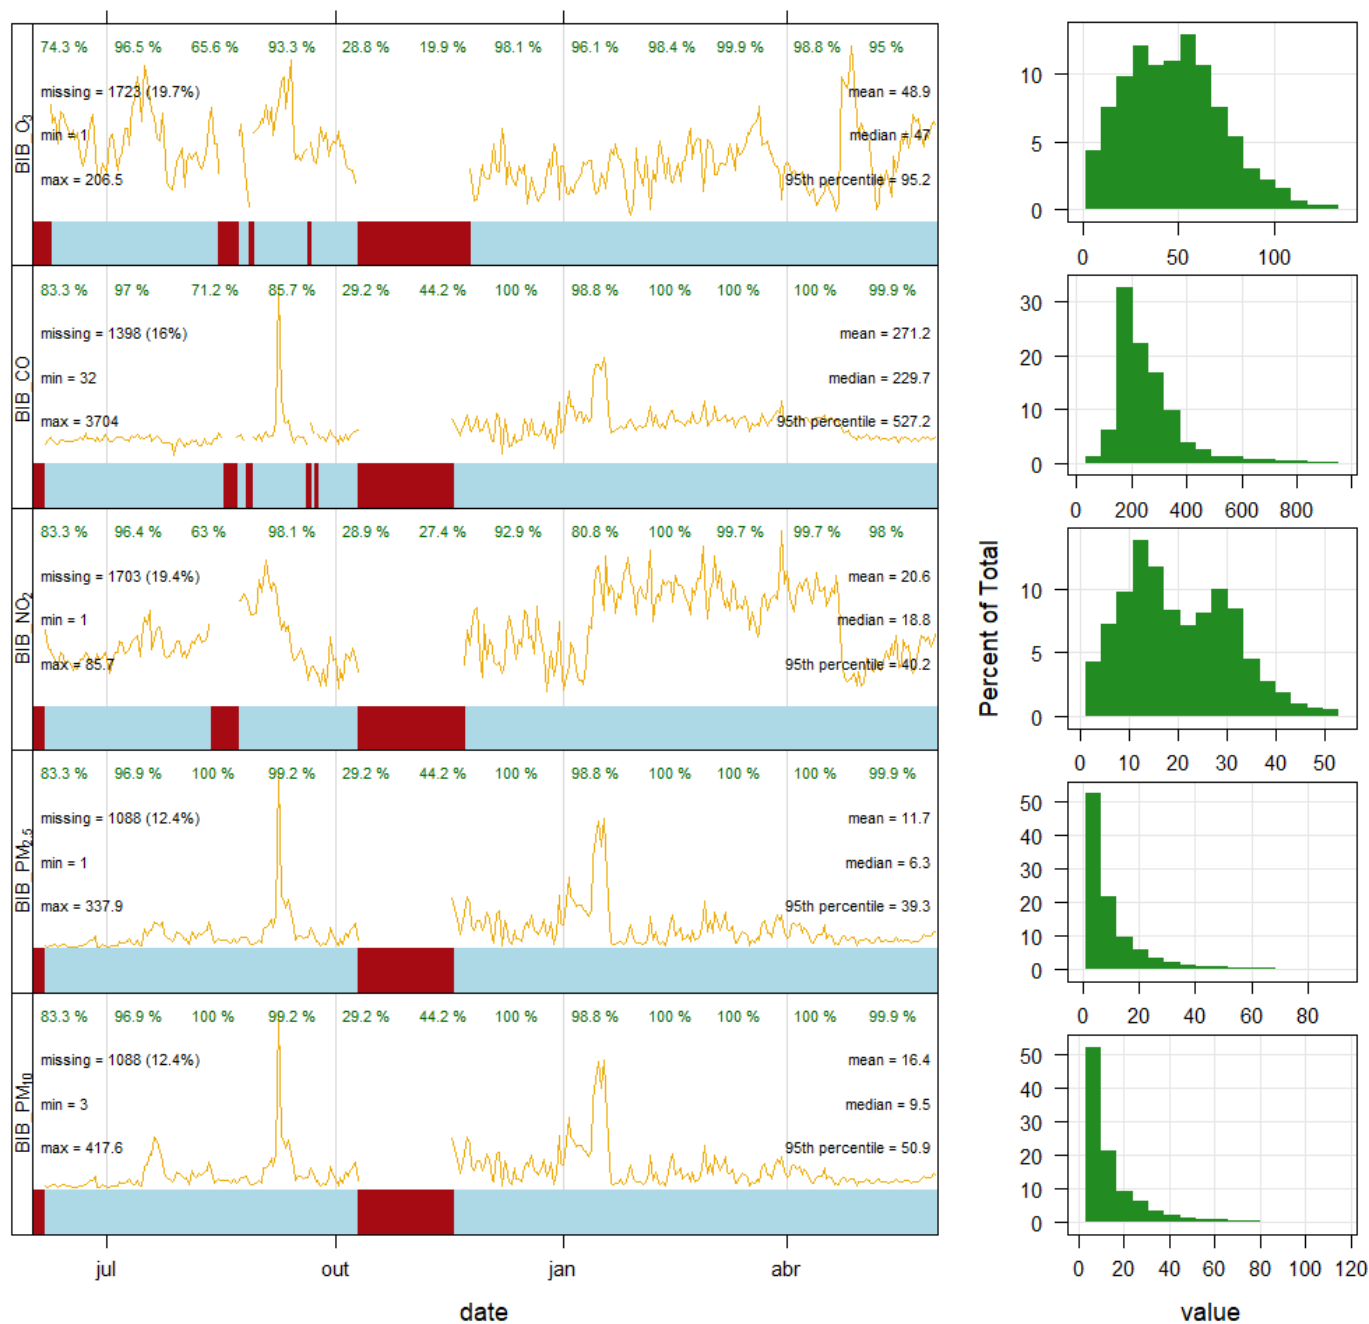 74.3 % 96.5 % 65.6 % 93.3 % 28.8 % 19.9 % 98.1 % 96.1 % 98.4 % 99.9 % 98.8 % 95 %
missing = 1723 (19.7%)
mean = 48.9
min = 1
median = 47
max = 206.5
95th percentile = 95.2
BIB_O₃
83.3 % 97 % 71.2 % 85.7 % 29.2 % 44.2 % 100 % 98.8 % 100 % 100 % 100 % 99.9 %
missing = 1398 (16%)
mean = 271.2
min = 32
median = 229.7
max = 3704
95th percentile = 527.2
BIB_CO
83.3 % 96.4 % 63 % 98.1 % 28.9 % 27.4 % 92.9 % 80.8 % 100 % 99.7 % 99.7 % 98 %
missing = 1703 (19.4%)
mean = 20.6
min = 1
median = 18.8
max = 85.7
95th percentile = 40.2
BIB_NO₂
83.3 % 96.9 % 100 % 99.2 % 29.2 % 44.2 % 100 % 98.8 % 100 % 100 % 100 % 99.9 %
missing = 1088 (12.4%)
mean = 11.7
min = 1
median = 6.3
max = 337.9
95th percentile = 39.3
BIB_PM₂.₅
83.3 % 96.9 % 100 % 99.2 % 29.2 % 44.2 % 100 % 98.8 % 100 % 100 % 100 % 99.9 %
missing = 1088 (12.4%)
mean = 16.4
min = 3
median = 9.5
max = 417.6
95th percentile = 50.9
BIB_PM₁₀
jul out jan abr
date
10
5
0
0 50 100
30
20
10
0
0 200 400 600 800
10
5
0
0 10 20 30 40 50
50
40
30
20
10
0
0 20 40 60 80
50
40
30
20
10
0
0 20 40 60 80 100 120
Percent of Total
value